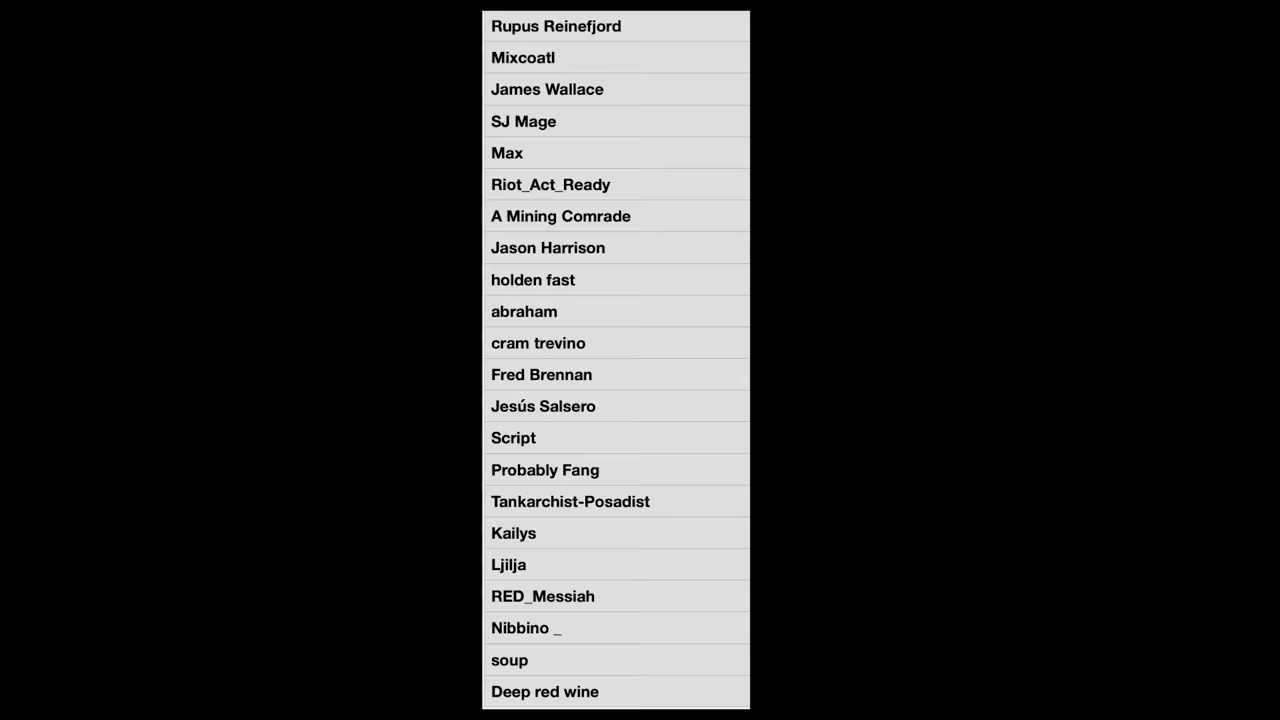 Rupus Reinefjord
Mixcoatl
James Wallace
SJ Mage
Max
Riot_Act_Ready
A Mining Comrade
Jason Harrison
holden fast
abraham
cram trevino
Fred Brennan
Jesús Salsero
Script
Probably Fang
Tankarchist-Posadist
Kailys
Ljilja
RED_Messiah
Nibbino _
soup
Deep red wine